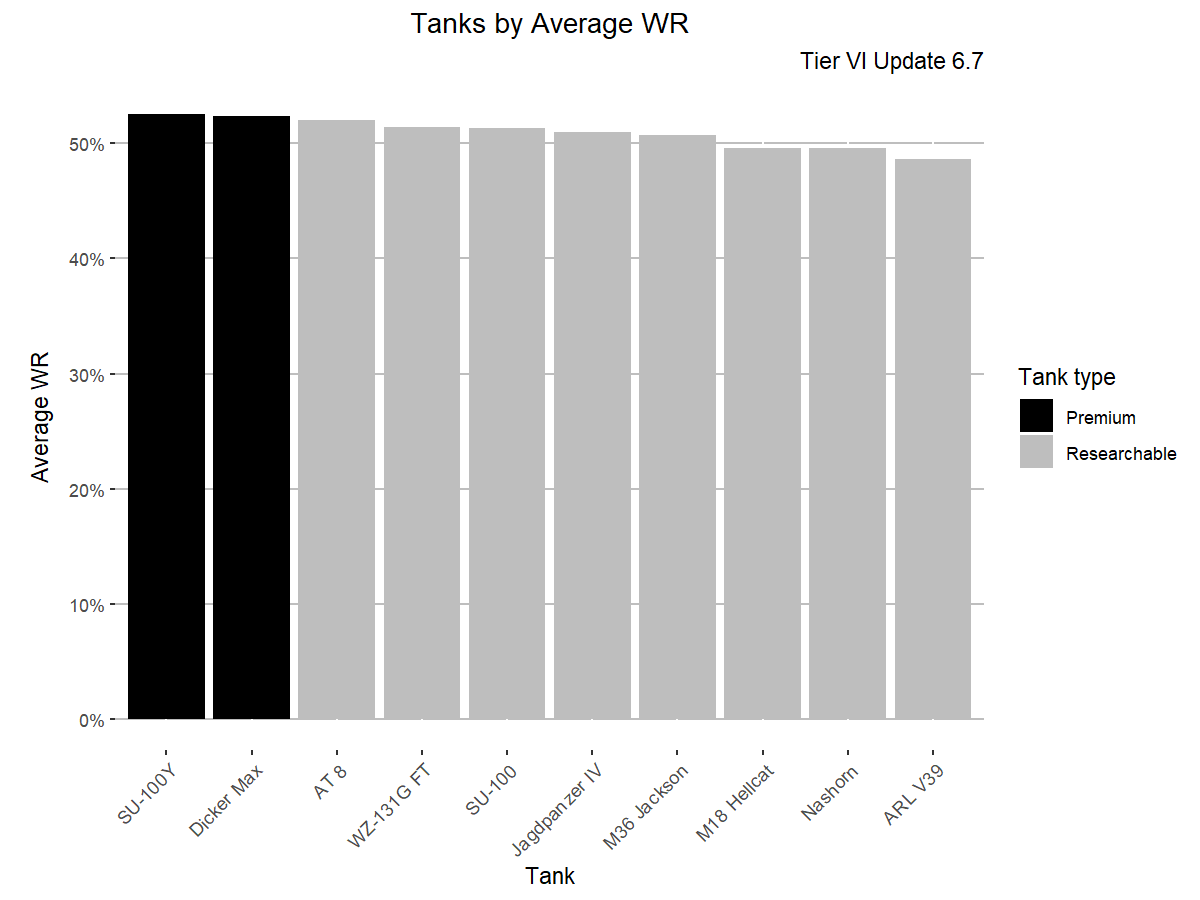 Tanks by Average WR
Tier VI Update 6.7
50%
40%
30%
20%
10%
0%
Average WR
SU-100Y
Dicker Max
AT 8
WZ-131G FT
SU-100
Jagdpanzer IV
M36 Jackson
M18 Hellcat
Nashorn
ARL V39
Tank
Tank type
Premium
Researchable